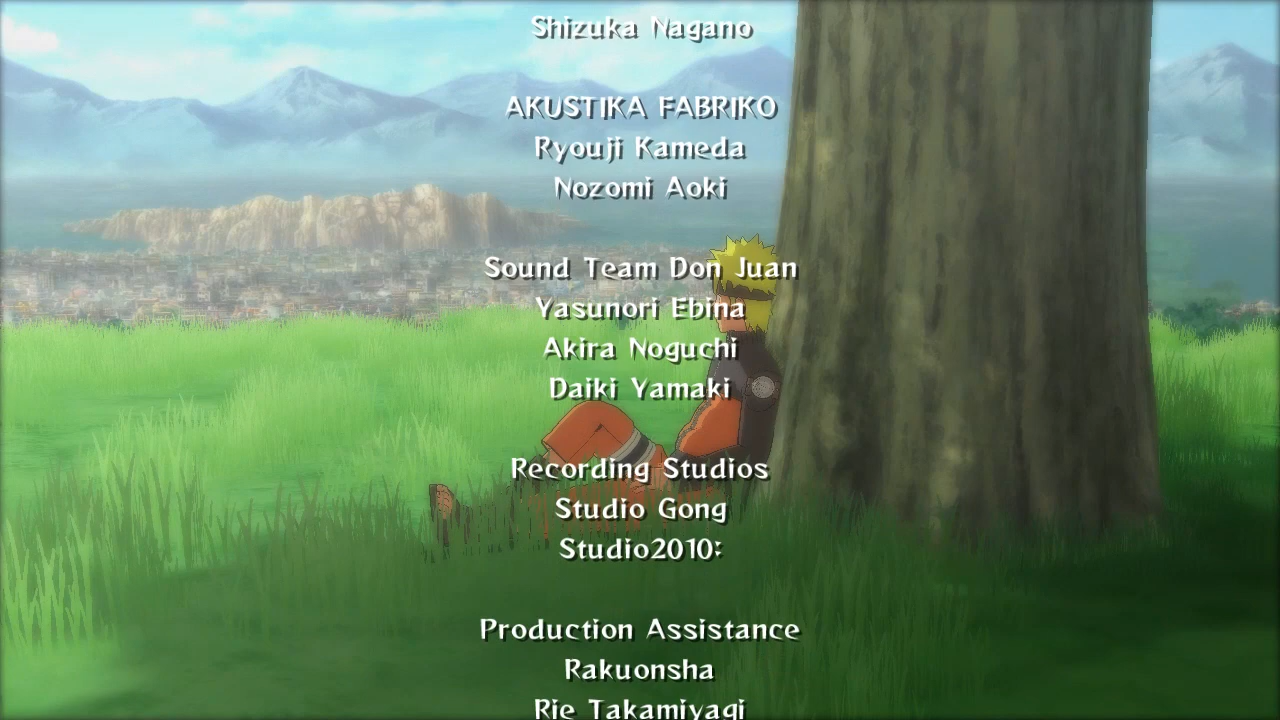 Shizuka Nagano
AKUSTIKA FABRIKO
Ryouji Kameda
Nozomi Aoki
Sound Team Don Juan
Yasunori Ebina
Akira Noguchi
Daiki Yamaki
Recording Studios
Studio Gong
Studio2010:
Production Assistance
Rakuonsha
Rie Takamiyagi